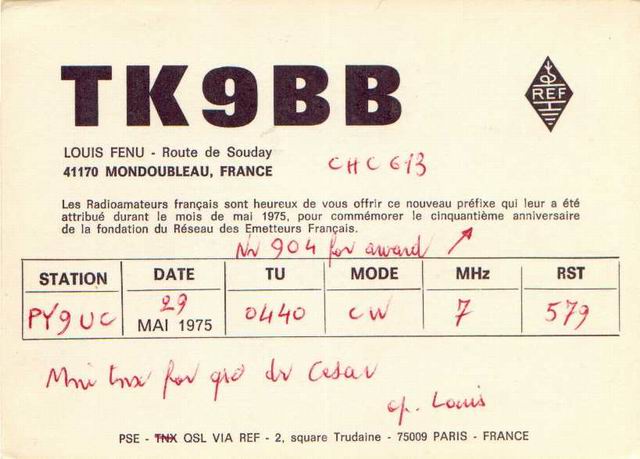 TK9BB
REF
LOUIS FENU - Route de Souday
41170 MONDOUBLEAU, FRANCE
CHC 613
Les Radioamateurs français sont heureux de vous offrir ce nouveau préfixe qui leur a été
attribué durant le mois de mai 1975, pour commémorer le cinquantième anniversaire
de la fondation du Réseau des Emetteurs Français.
Nr 904 for award
STATION DATE TU MODE MHz RST
PY9UC 29 MAI 1975 0440 CW 7 579
Mni tnx for qso dr Cesar
op. Louis
PSE - TNX QSL VIA REF - 2, square Trudaine - 75009 PARIS - FRANCE